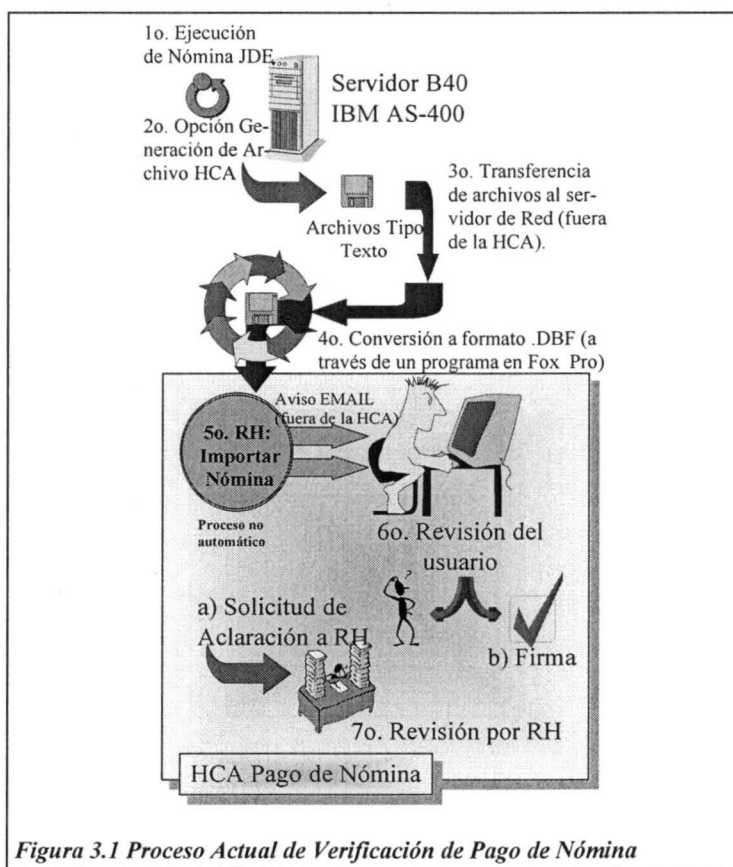 1o. Ejecución
de Nómina JDE
Servidor B40
IBM AS-400
2o. Opción Ge-
neración de Ar-
chivo HCA
3o. Transferencia
de archivos al ser-
vidor de Red (fuera
de la HCA).
Archivos Tipo
Texto
4o. Conversión a formato .DBF (a
través de un programa en Fox Pro)
Aviso EMAIL
(fuera de la HCA)
5o. RH:
Importar
Nómina
Proceso no
automático
6o. Revisión del
usuario
a) Solicitud de
Aclaración a RH
b) Firma
7o. Revisión por RH
HCA Pago de Nómina
Figura 3.1 Proceso Actual de Verificación de Pago de Nómina